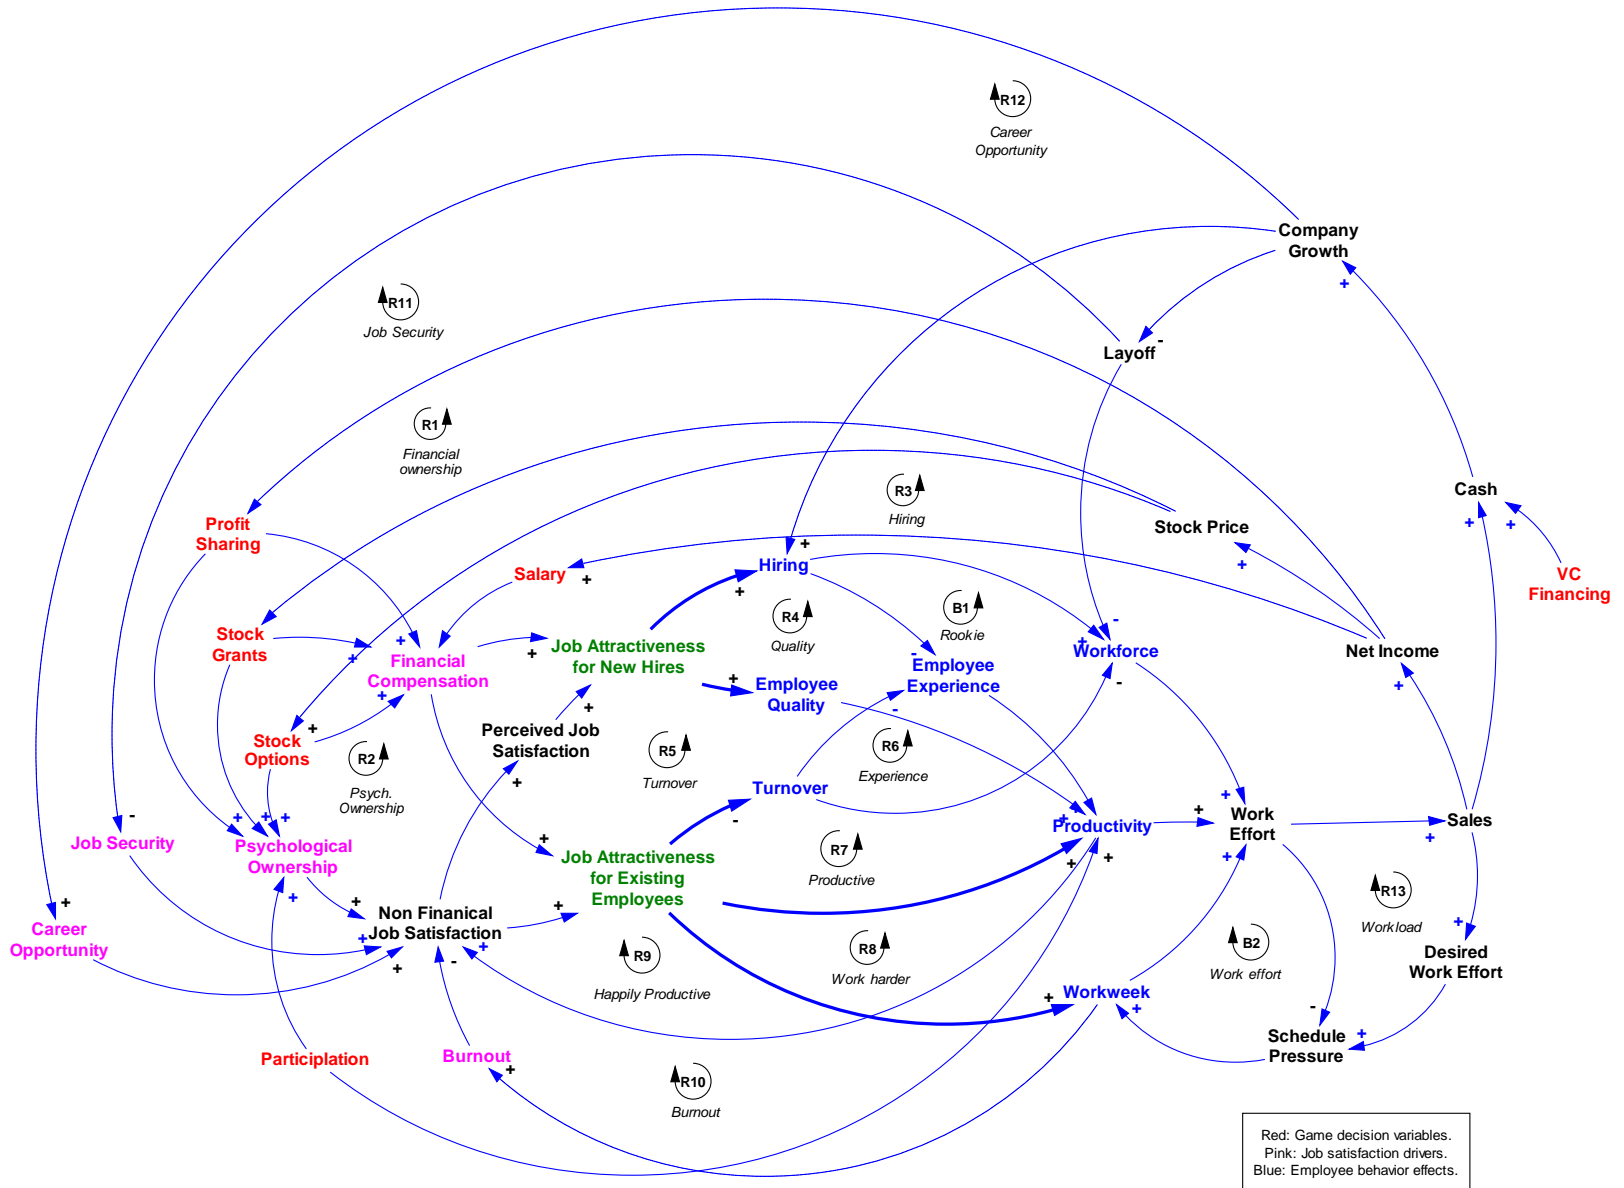 R12
Career
Opportunity
Company
Growth
+
R11
Job Security
-
Layoff
R1
Financial
ownership
R3
Hiring
Cash
+
+
Stock Price
+
Profit
Sharing
VC
Financing
+
Hiring
Salary
+
+
R4
Quality
B1
Rookie
Stock
Grants
+
+
Financial
Compensation
+
+
Job Attractiveness
for New Hires
-
+
Workforce
-
Net Income
+
-
Employee
Experience
-
+
Employee
Quality
+
Perceived Job
Satisfaction
+
+
Stock
Options
R2
Psych.
Ownership
R5
Turnover
R6
Experience
Turnover
-
+
Work
Effort
+
+
Sales
+
-
Job Security
+
+
+
Psychological
Ownership
+
+
Job Attractiveness
for Existing
Employees
+
R7
Productive
+
+
Productivity
+
+
+
Career
Opportunity
+
Non Finanical
Job Satisfaction
+
+
+
-
R9
Happily Productive
R8
Work harder
B2
Work effort
R13
Workload
+
Desired
Work Effort
Workweek
+
+
-
Schedule
Pressure
+
Participlation
Burnout
+
R10
Burnout
Red: Game decision variables.
Pink: Job satisfaction drivers.
Blue: Employee behavior effects.